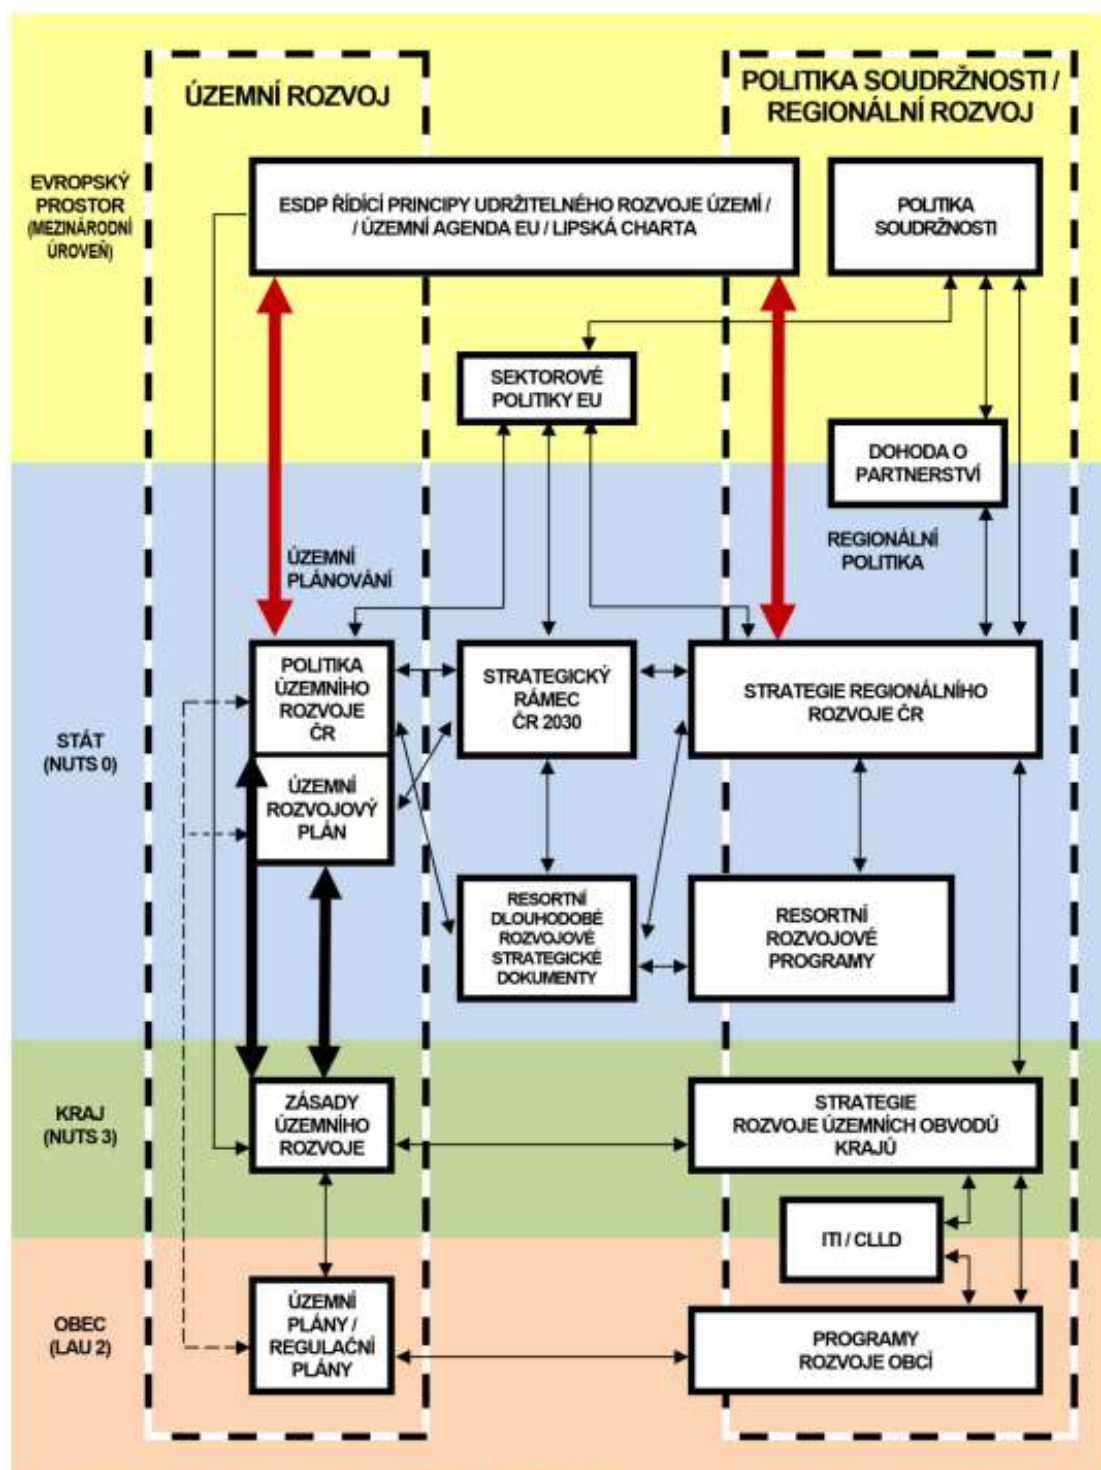 ÚZEMNÍ ROZVOJ
POLITIKA SOUDRŽNOSTI /
REGIONÁLNÍ ROZVOJ
EVROPSKÝ
PROSTOR
(MEZINÁRODNÍ
ÚROVEŇ)
ESDP ŘÍDÍCÍ PRINCIPY UDRŽITELNÉHO ROZVOJE ÚZEMÍ /
/ ÚZEMNÍ AGENDA EU / LIPSKÁ CHARTA
POLITIKA
SOUDRŽNOSTI
SEKTOROVÉ
POLITIKY EU
DOHODA O
PARTNERSTVÍ
ÚZEMNÍ
PLÁNOVÁNÍ
REGIONÁLNÍ
POLITIKA
STÁT
(NUTS 0)
POLITIKA
ÚZEMNÍHO
ROZVOJE
ČR
STRATEGICKÝ
RÁMEC
ČR 2030
STRATEGIE REGIONÁLNÍHO
ROZVOJE ČR
ÚZEMNÍ
ROZVOJOVÝ
PLÁN
RESORTNÍ
DLOUHODOBÉ
ROZVOJOVÉ
STRATEGICKÉ
DOKUMENTY
RESORTNÍ
ROZVOJOVÉ
PROGRAMY
KRAJ
(NUTS 3)
ZÁSADY
ÚZEMNÍHO
ROZVOJE
STRATEGIE
ROZVOJE ÚZEMNÍCH OBVODŮ
KRAJŮ
ITI / CLLD
OBEC
(LAU 2)
ÚZEMNÍ
PLÁNY /
REGULAČNÍ
PLÁNY
PROGRAMY
ROZVOJE OBCÍ